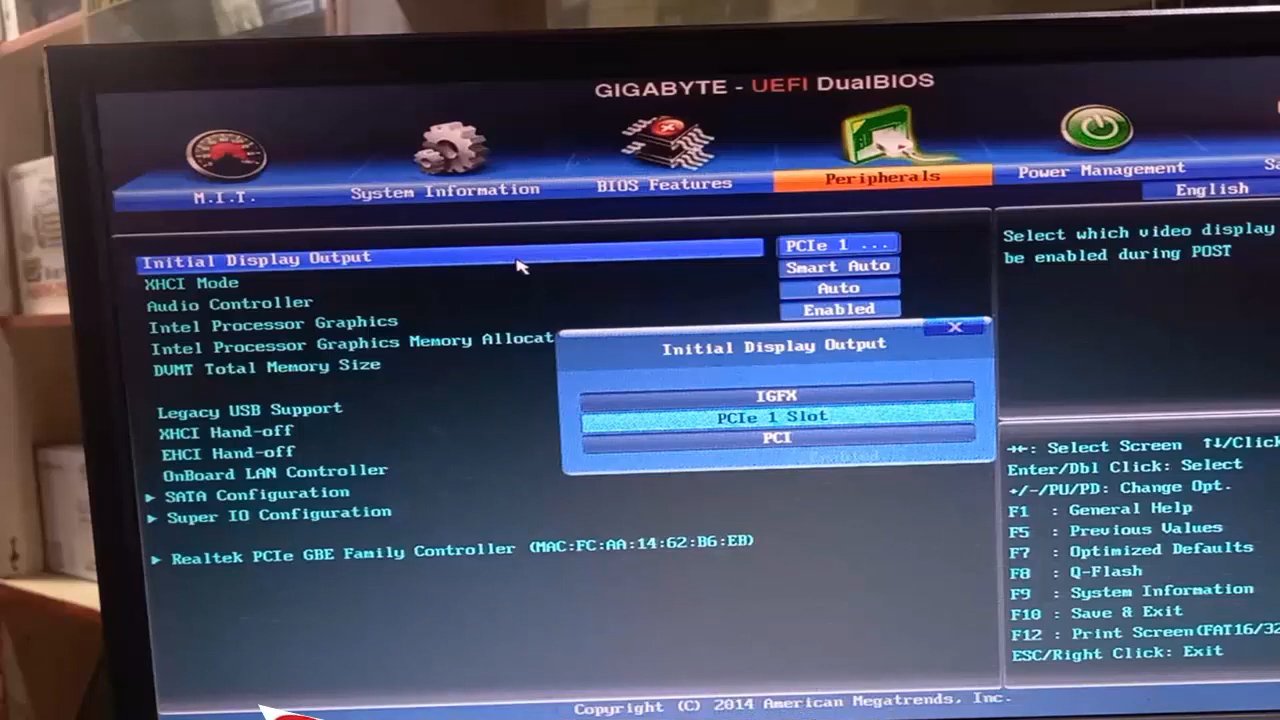 GIGABYTE - UEFI DualBIOS
M.I.T.
System Information
BIOS Features
Peripherals
Power Management
English
Initial Display Output PCIe 1 ...
XHCI Mode Smart Auto
Audio Controller Auto
Intel Processor Graphics Enabled
Intel Processor Graphics Memory Allocat
DVMT Total Memory Size
Legacy USB Support
XHCI Hand-off
EHCI Hand-off
OnBoard LAN Controller
SATA Configuration
Super IO Configuration
Realtek PCIe GBE Family Controller (MAC:FC:AA:14:62:B6:EB)
Initial Display Output
X
IGFX
PCIe 1 Slot
PCI
Select which video display
be enabled during POST
→←: Select Screen ↑↓/Click
Enter/Dbl Click: Select
+/-/PU/PD: Change Opt.
F1 : General Help
F5 : Previous Values
F7 : Optimized Defaults
F8 : Q-Flash
F9 : System Information
F10 : Save & Exit
F12 : Print Screen(FAT16/32
ESC/Right Click: Exit
Copyright (C) 2014 American Megatrends, Inc.